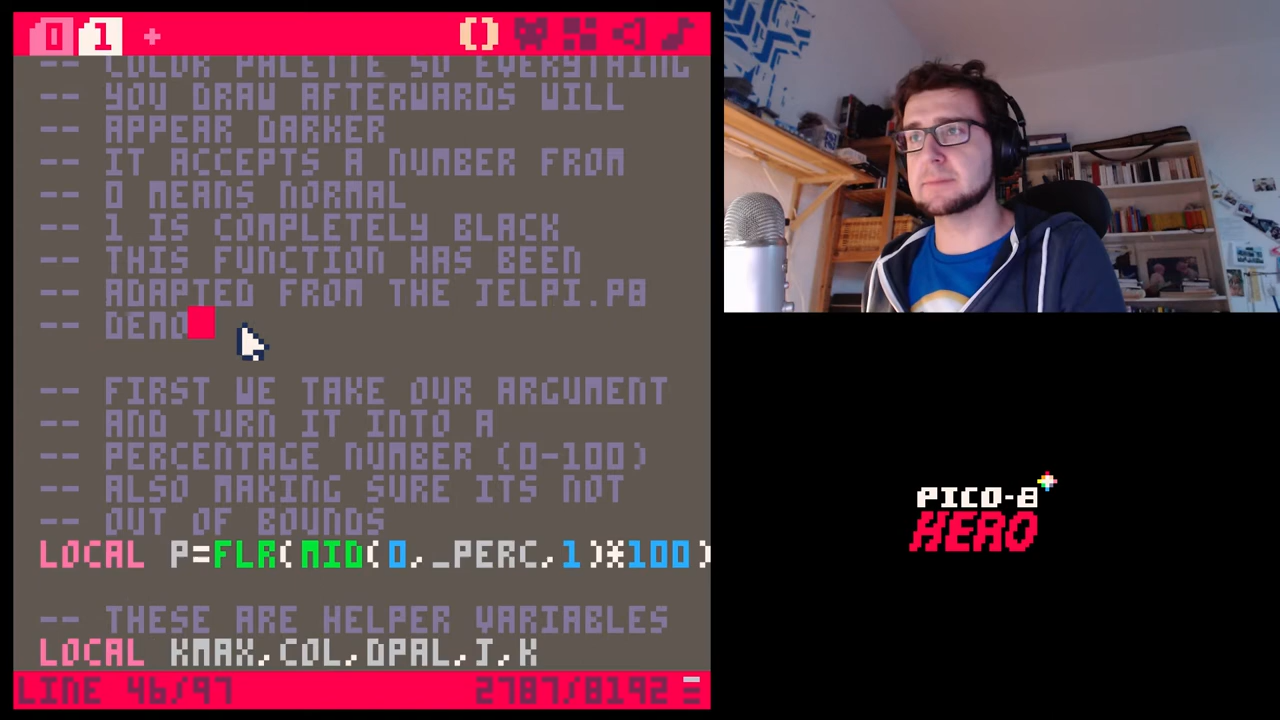 0 1 +
-- COLOR PALETTE SO EVERYTHING
-- YOU DRAW AFTERWARDS WILL
-- APPEAR DARKER
-- IT ACCEPTS A NUMBER FROM
-- 0 MEANS NORMAL
-- 1 IS COMPLETELY BLACK
-- THIS FUNCTION HAS BEEN
-- ADAPTED FROM THE JELPI.P8
-- DEMO
-- FIRST WE TAKE OUR ARGUMENT
-- AND TURN IT INTO A
-- PERCENTAGE NUMBER (0-100)
-- ALSO MAKING SURE ITS NOT
-- OUT OF BOUNDS
LOCAL P=FLR(MID(0,_PERC,1)*100)
-- THESE ARE HELPER VARIABLES
LOCAL KMAX,COL,DPAL,J,K
LINE 46/97 2787/8192
PICO-8
HERO